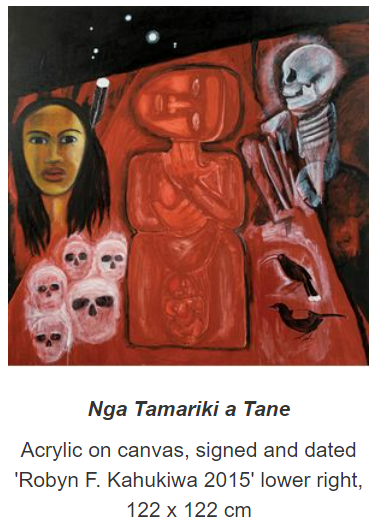 Nga Tamariki a Tane
Acrylic on canvas, signed and dated
'Robyn F. Kahukiwa 2015' lower right,
122 x 122 cm